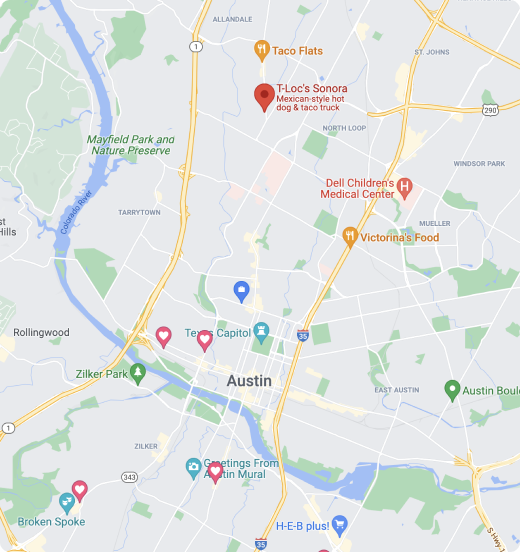 ALLANDALE
1
Taco Flats
ST. JOHNS
T-Loc's Sonora
Mexican-style hot
dog & taco truck
290
NORTH LOOP
Mayfield Park and
Nature Preserve
WINDSOR PARK
Dell Children's
Medical Center
H
Colorado River
TARRYTOWN
MUELLER
st
Hills
Victorina's Food
Rollingwood
Texas Capitol
35
Zilker Park
Austin
EAST AUSTIN
Austin Boul
1
ZILKER
Greetings From
Austin Mural
343
Broken Spoke
H-E-B plus!
S Hwy
35